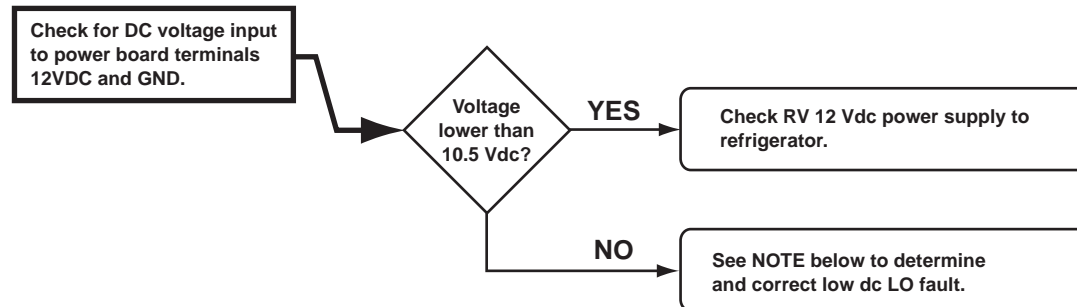 Check for DC voltage input
to power board terminals
12VDC and GND.
Voltage
lower than
10.5 Vdc?
YES
Check RV 12 Vdc power supply to
refrigerator.
NO
See NOTE below to determine
and correct low dc LO fault.